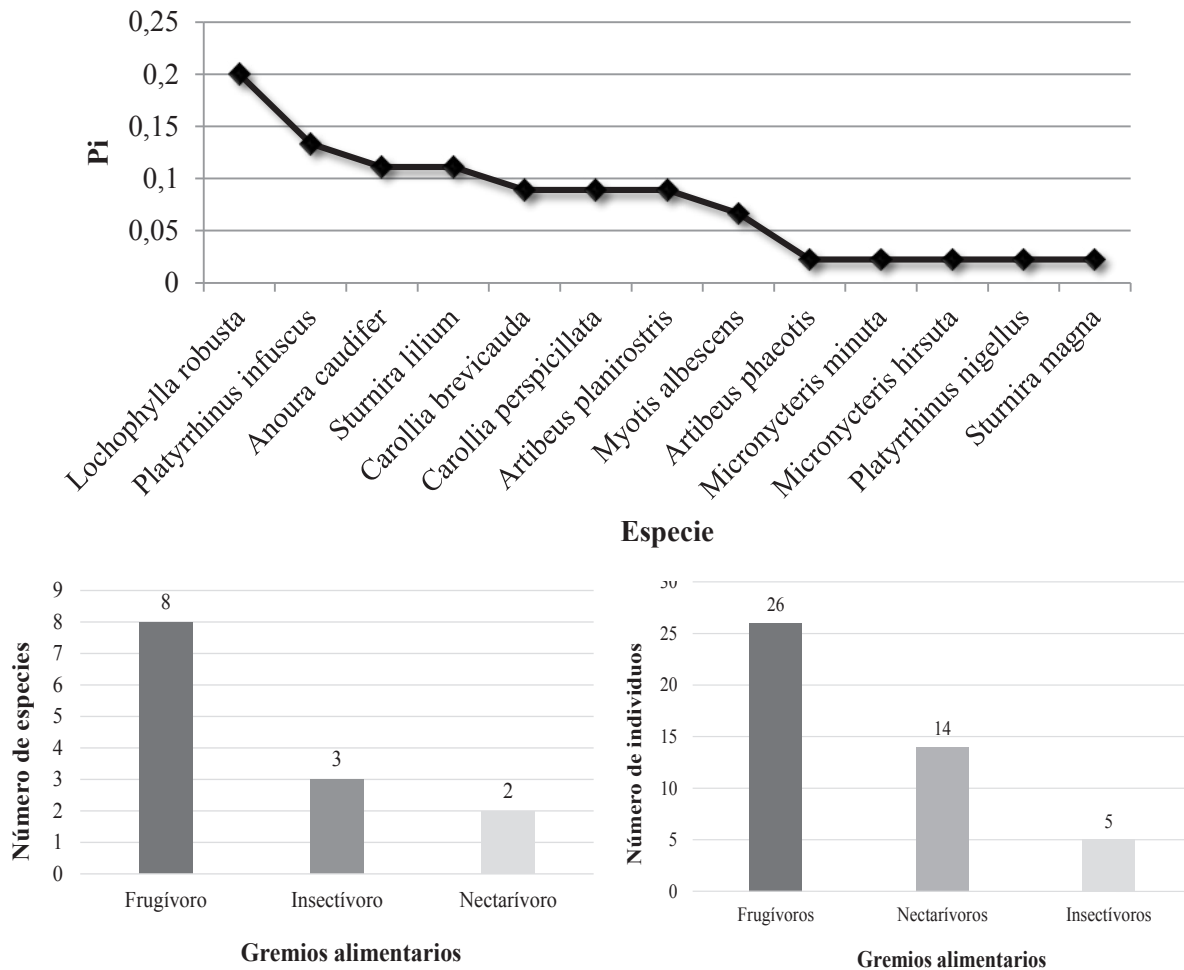 0,25
0,2
0,15
0,1
0,05
0
Pi
Lochophylla robusta
Platyrrhinus infuscus
Anoura caudifer
Sturnira lilium
Carollia brevicauda
Carollia perspicillata
Artibeus planirostris
Myotis albescens
Artibeus phaeotis
Micronycteris minuta
Micronycteris hirsuta
Platyrrhinus nigellus
Sturnira magna
Especie
9
8
7
6
5
4
3
2
1
0
Número de especies
8
3
2
Frugívoro Insectívoro Nectarívoro
Gremios alimentarios
30
25
20
15
10
5
0
Número de individuos
26
14
5
Frugívoros Nectarívoros Insectívoros
Gremios alimentarios